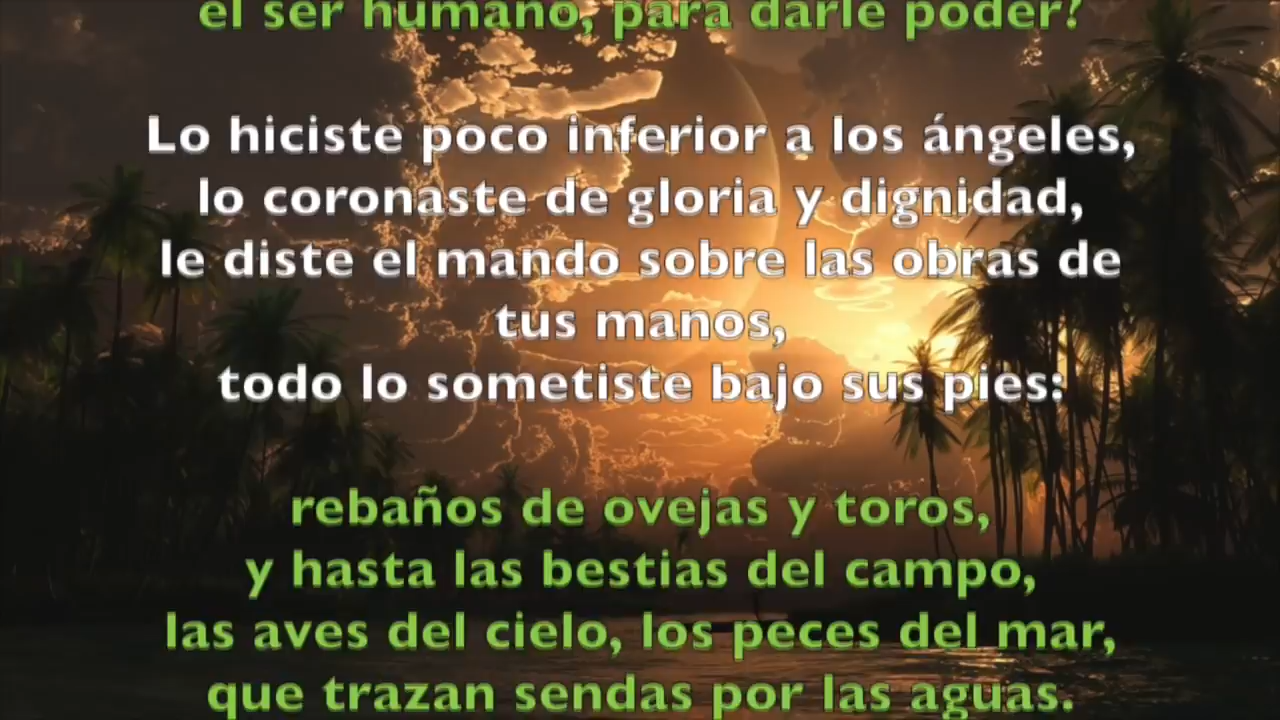 el ser humano, para darle poder?
Lo hiciste poco inferior a los ángeles,
lo coronaste de gloria y dignidad,
le diste el mando sobre las obras de
tus manos,
todo lo sometiste bajo sus pies:
rebaños de ovejas y toros,
y hasta las bestias del campo,
las aves del cielo, los peces del mar,
que trazan sendas por las aguas.